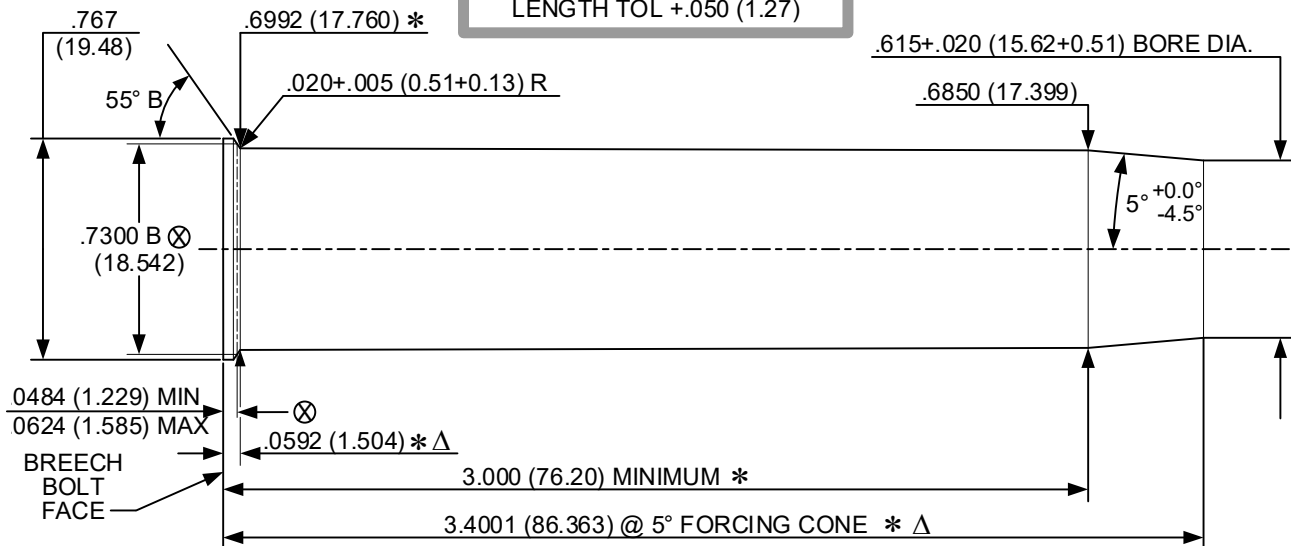 LENGTH TOL +.050 (1.27)
.6992 (17.760) *
.767
(19.48)
.615+.020 (15.62+0.51) BORE DIA.
.020+.005 (0.51+0.13) R
55° B
.6850 (17.399)
5° +0.0°
-4.5°
.7300 B ⊗
(18.542)
.0484 (1.229) MIN
.0624 (1.585) MAX
⊗
.0592 (1.504) * Δ
BREECH
BOLT
FACE
3.000 (76.20) MINIMUM *
3.4001 (86.363) @ 5° FORCING CONE * Δ